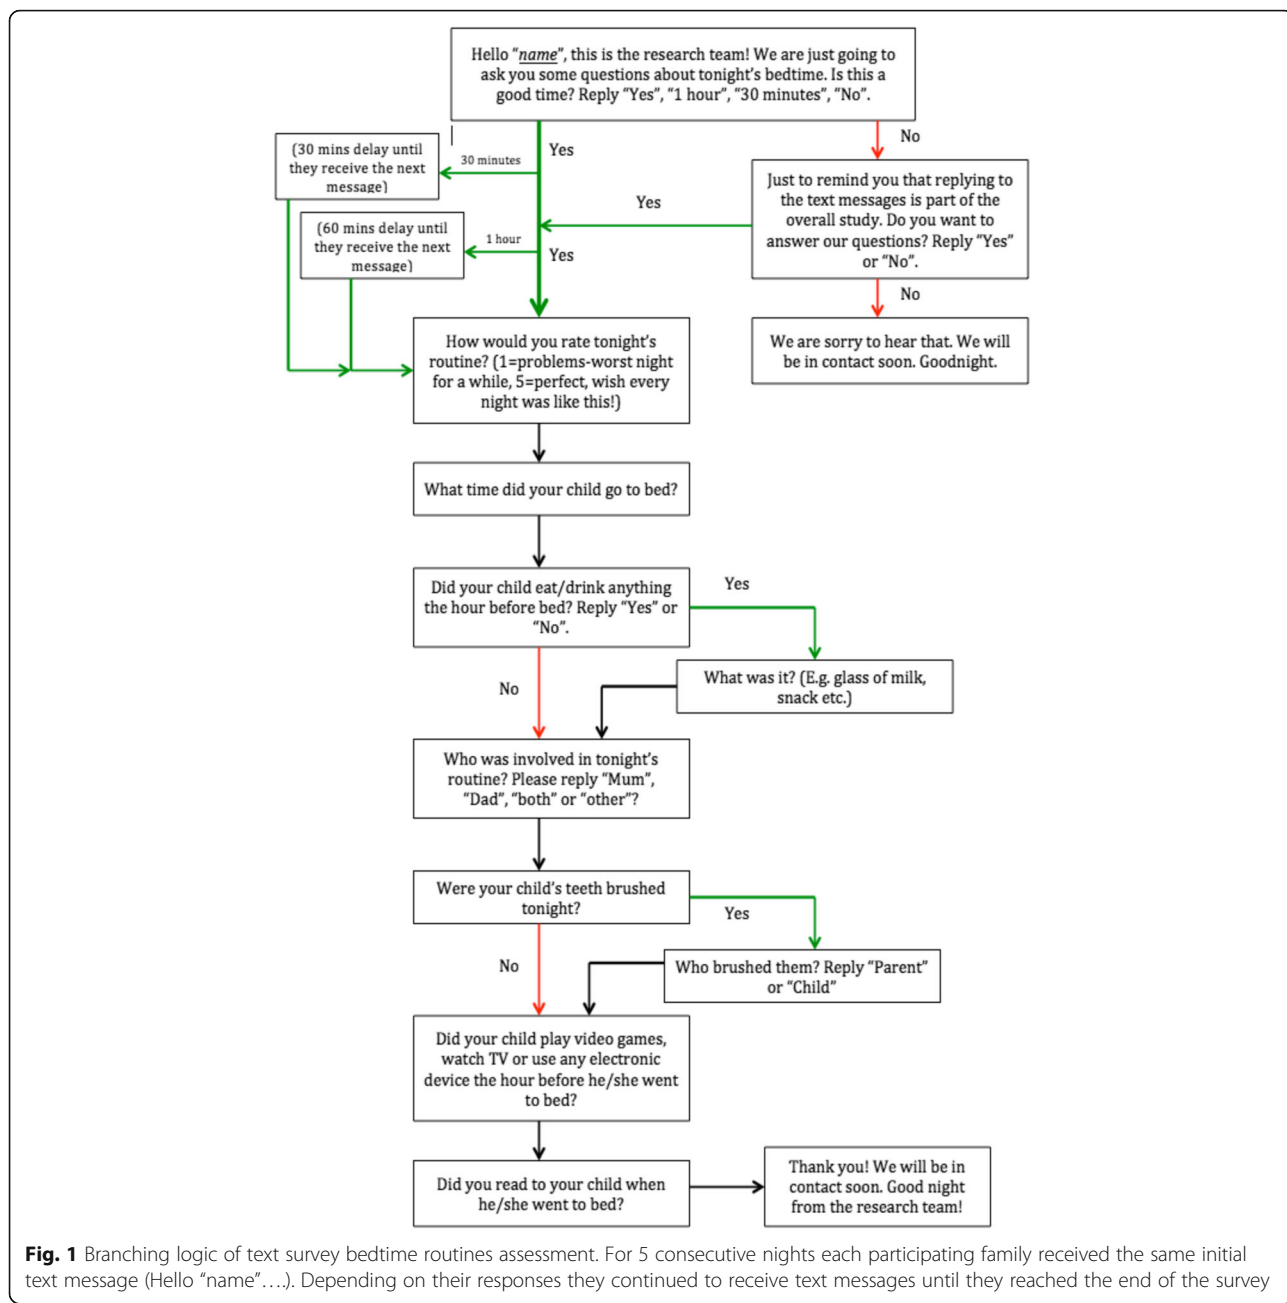 Hello “name”, this is the research team! We are just going to
ask you some questions about tonight’s bedtime. Is this a
good time? Reply “Yes”, “1 hour”, “30 minutes”, “No”.
Yes
No
(30 mins delay until
they receive the next
message)
30 minutes
Just to remind you that replying to
the text messages is part of the
overall study. Do you want to
answer our questions? Reply “Yes”
or “No”.
Yes
(60 mins delay until
they receive the next
message)
1 hour
Yes
No
We are sorry to hear that. We will
be in contact soon. Goodnight.
How would you rate tonight’s
routine? (1=problems-worst night
for a while, 5=perfect, wish every
night was like this!)
What time did your child go to bed?
Did your child eat/drink anything
the hour before bed? Reply “Yes” or
“No”.
Yes
No
What was it? (E.g. glass of milk,
snack etc.)
Who was involved in tonight’s
routine? Please reply “Mum”,
“Dad”, “both” or “other”?
Were your child’s teeth brushed
tonight?
Yes
No
Who brushed them? Reply “Parent”
or “Child”
Did your child play video games,
watch TV or use any electronic
device the hour before he/she went
to bed?
Did you read to your child when
he/she went to bed?
Thank you! We will be in
contact soon. Good night
from the research team!
Fig. 1 Branching logic of text survey bedtime routines assessment. For 5 consecutive nights each participating family received the same initial
text message (Hello “name”….). Depending on their responses they continued to receive text messages until they reached the end of the survey